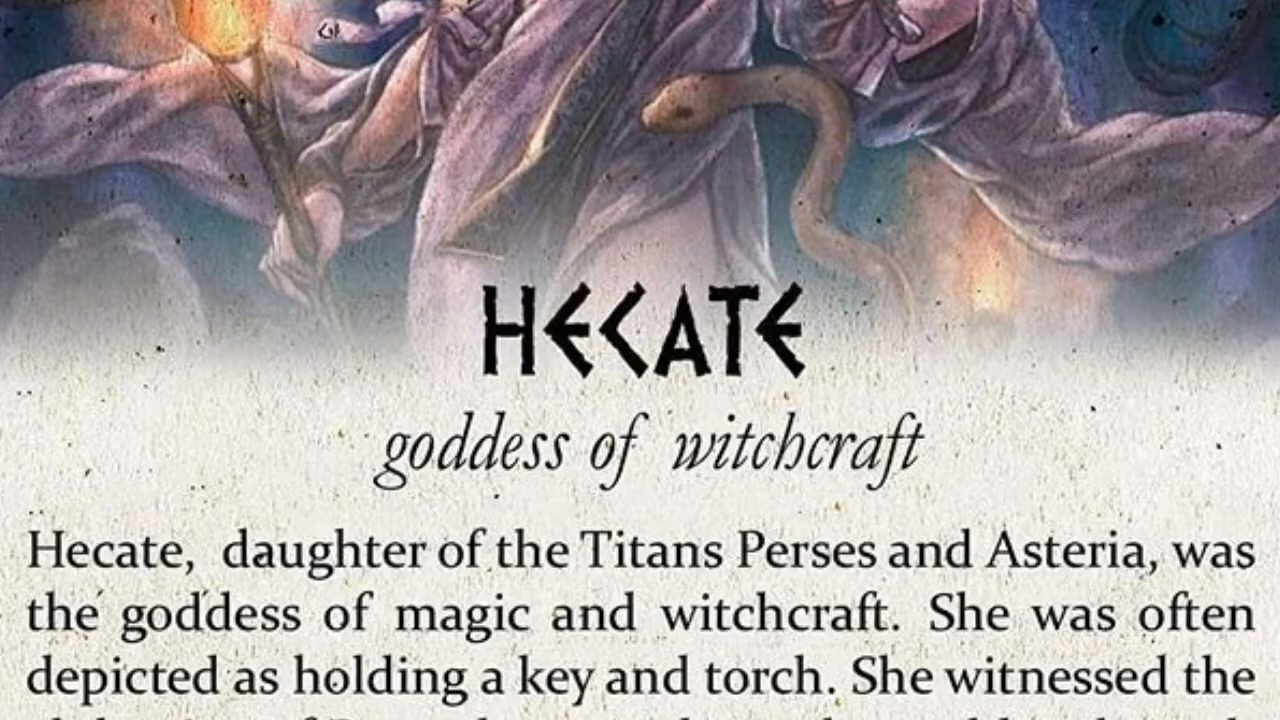 HECATE
goddess of witchcraft
Hecate, daughter of the Titans Perses and Asteria, was
the goddess of magic and witchcraft. She was often
depicted as holding a key and torch. She witnessed the